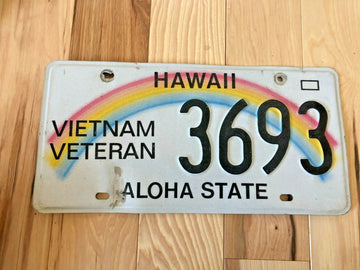 HAWAII
VIETNAM
VETERAN
3693
ALOHA STATE